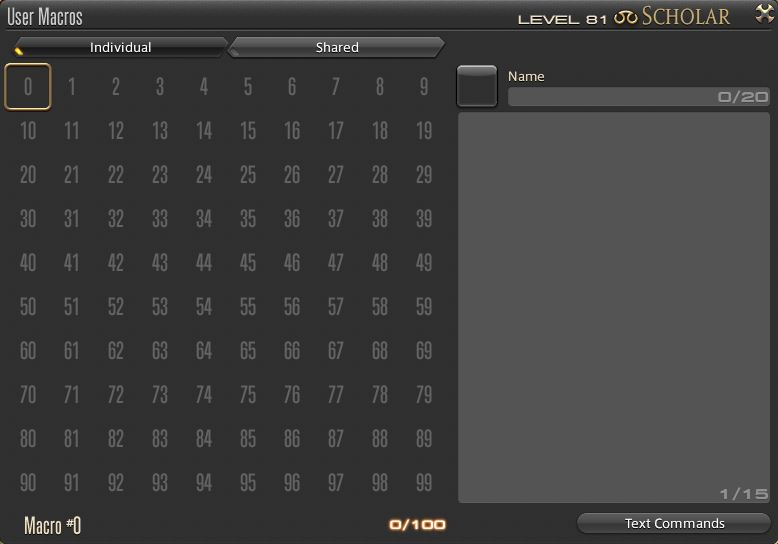 User Macros
LEVEL 81 SCHOLAR
Individual Shared
0 1 2 3 4 5 6 7 8 9
10 11 12 13 14 15 16 17 18 19
20 21 22 23 24 25 26 27 28 29
30 31 32 33 34 35 36 37 38 39
40 41 42 43 44 45 46 47 48 49
50 51 52 53 54 55 56 57 58 59
60 61 62 63 64 65 66 67 68 69
70 71 72 73 74 75 76 77 78 79
80 81 82 83 84 85 86 87 88 89
90 91 92 93 94 95 96 97 98 99
Macro #0
0/100
Name
0/20
1/15
Text Commands